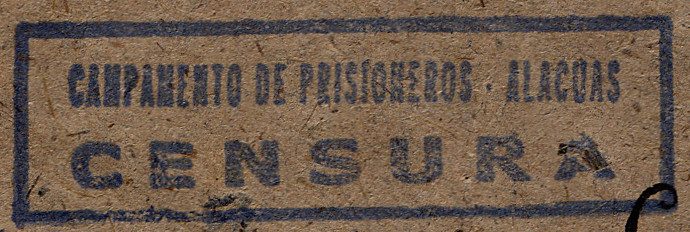 CAMPAMENTO DE PRISIONEROS · ALACUAS
CENSURA